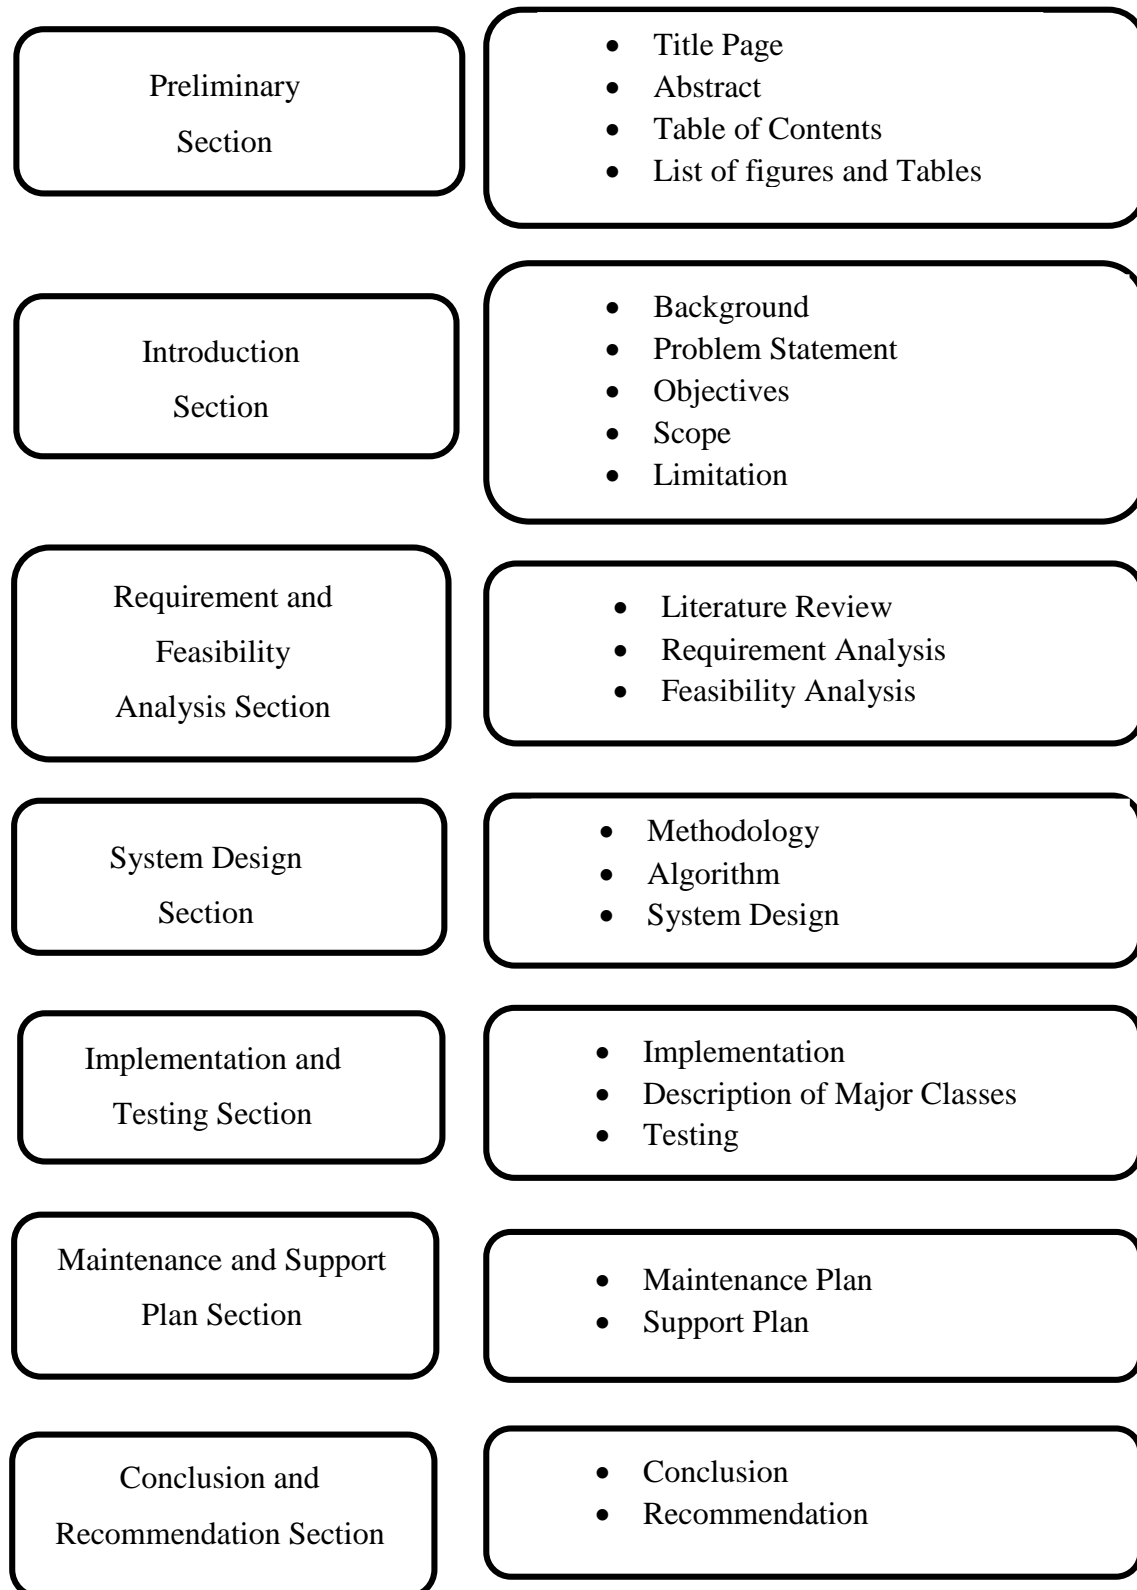 Preliminary
Section
• Title Page
• Abstract
• Table of Contents
• List of figures and Tables
Introduction
Section
• Background
• Problem Statement
• Objectives
• Scope
• Limitation
Requirement and
Feasibility
Analysis Section
• Literature Review
• Requirement Analysis
• Feasibility Analysis
System Design
Section
• Methodology
• Algorithm
• System Design
Implementation and
Testing Section
• Implementation
• Description of Major Classes
• Testing
Maintenance and Support
Plan Section
• Maintenance Plan
• Support Plan
Conclusion and
Recommendation Section
• Conclusion
• Recommendation